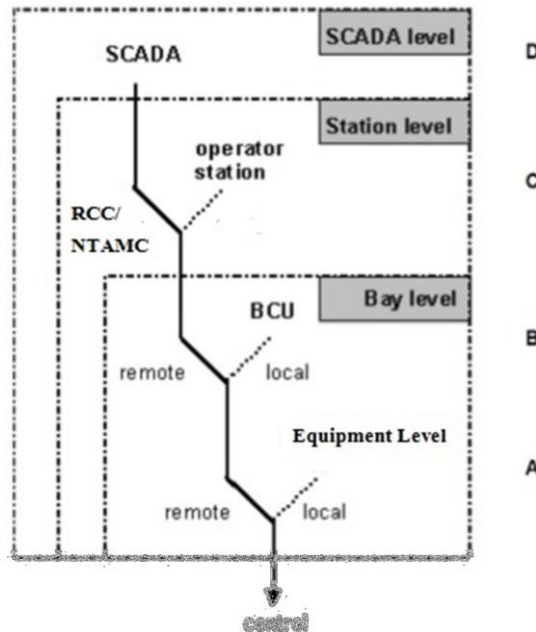 SCADA level
D
SCADA
Station level
operator
station
C
RCC/
NTAMC
Bay level
BCU
B
remote
local
Equipment Level
A
remote
local
control